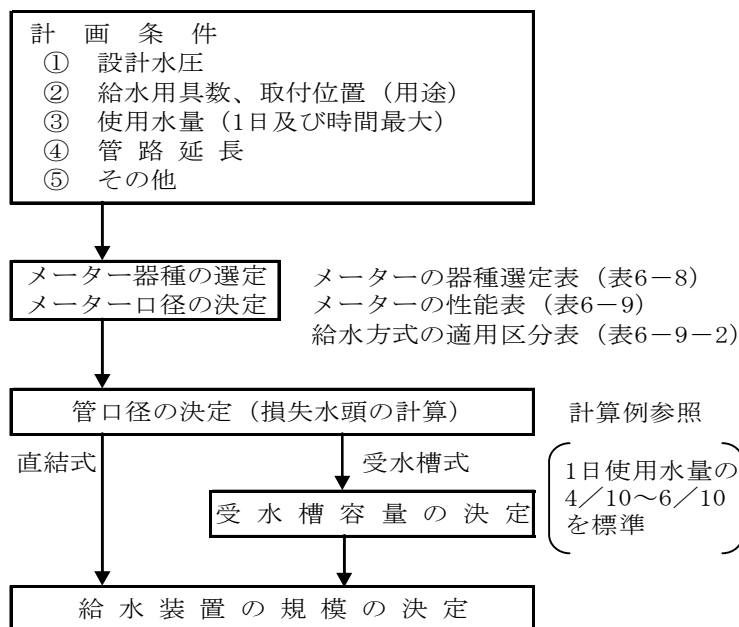 計　画　条　件
①　設計水圧
②　給水用具数、取付位置（用途）
③　使用水量（1日及び時間最大）
④　管 路 延 長
⑤　その他
メーター器種の選定
メーター口径の決定
メーターの器種選定表（表6－8）
メーターの性能表（表6－9）
給水方式の適用区分表（表6－9－2）
管口径の決定（損失水頭の計算）
計算例参照
直結式
受水槽式
1日使用水量の
4／10～6／10
を標準
受 水 槽 容 量 の 決 定
給 水 装 置 の 規 模 の 決 定